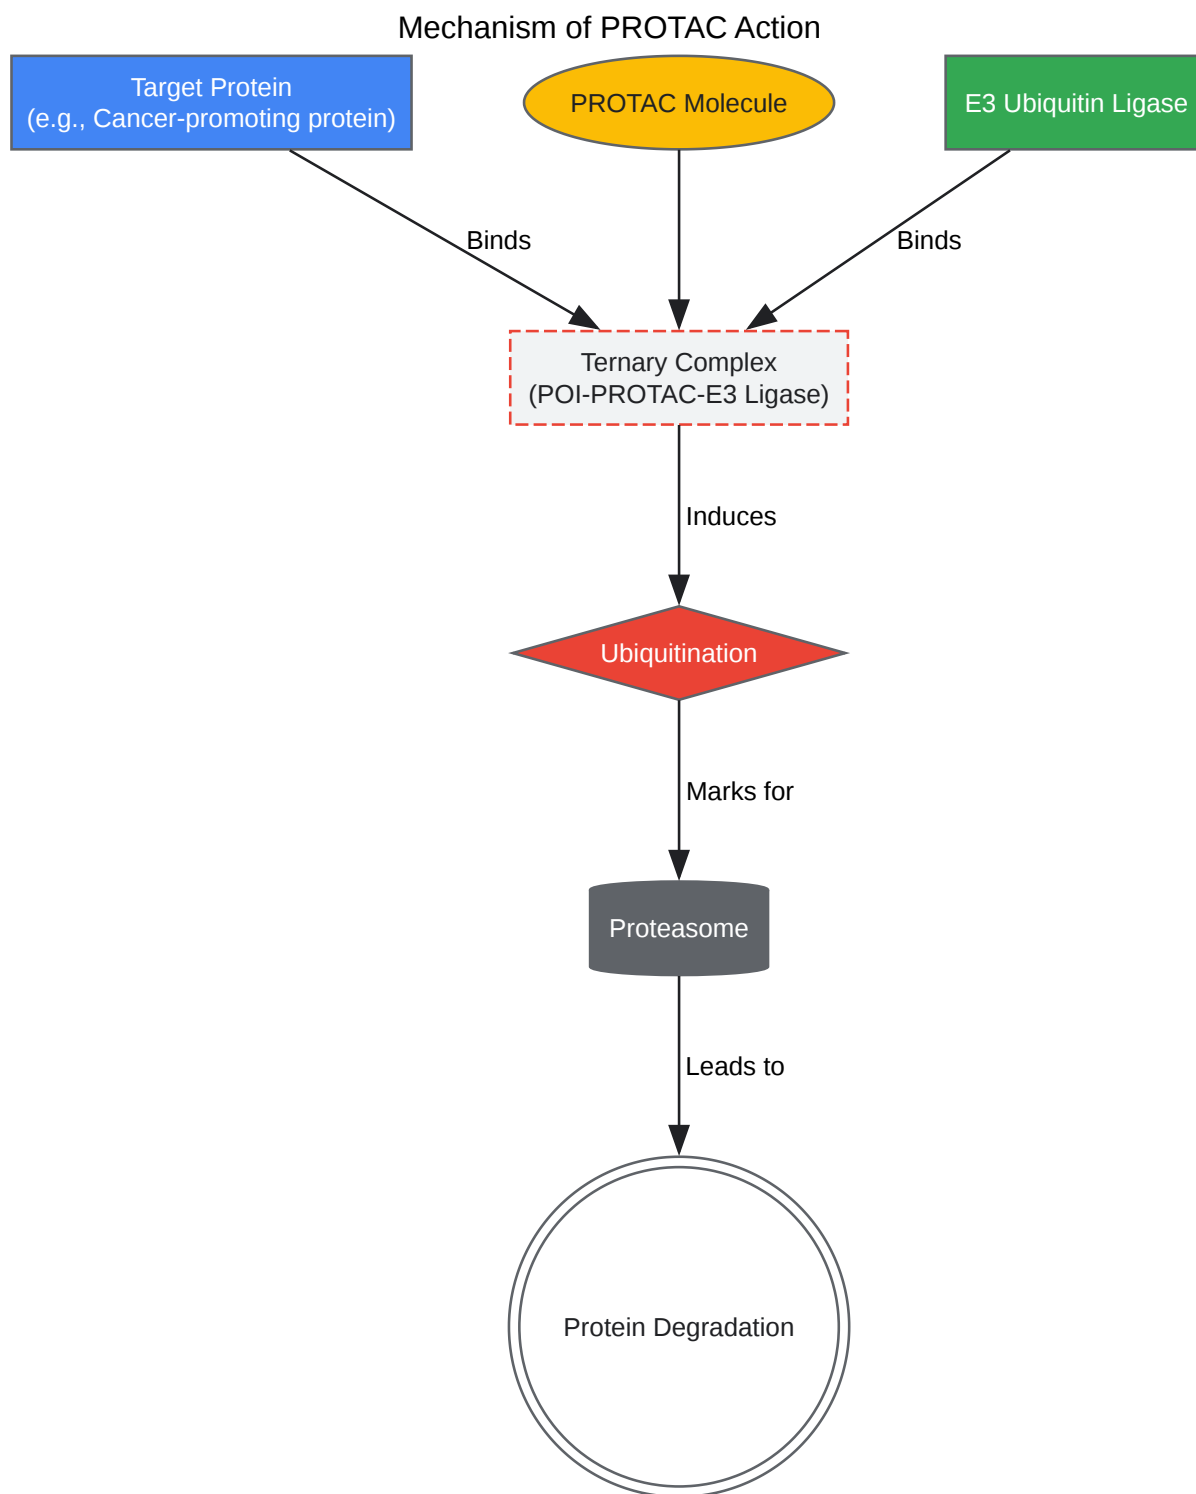 Mechanism of PROTAC Action
Target Protein
(e.g., Cancer-promoting protein)
PROTAC Molecule
E3 Ubiquitin Ligase
Binds
Binds
Ternary Complex
(POI-PROTAC-E3 Ligase)
Induces
Ubiquitination
Marks for
Proteasome
Leads to
Protein Degradation